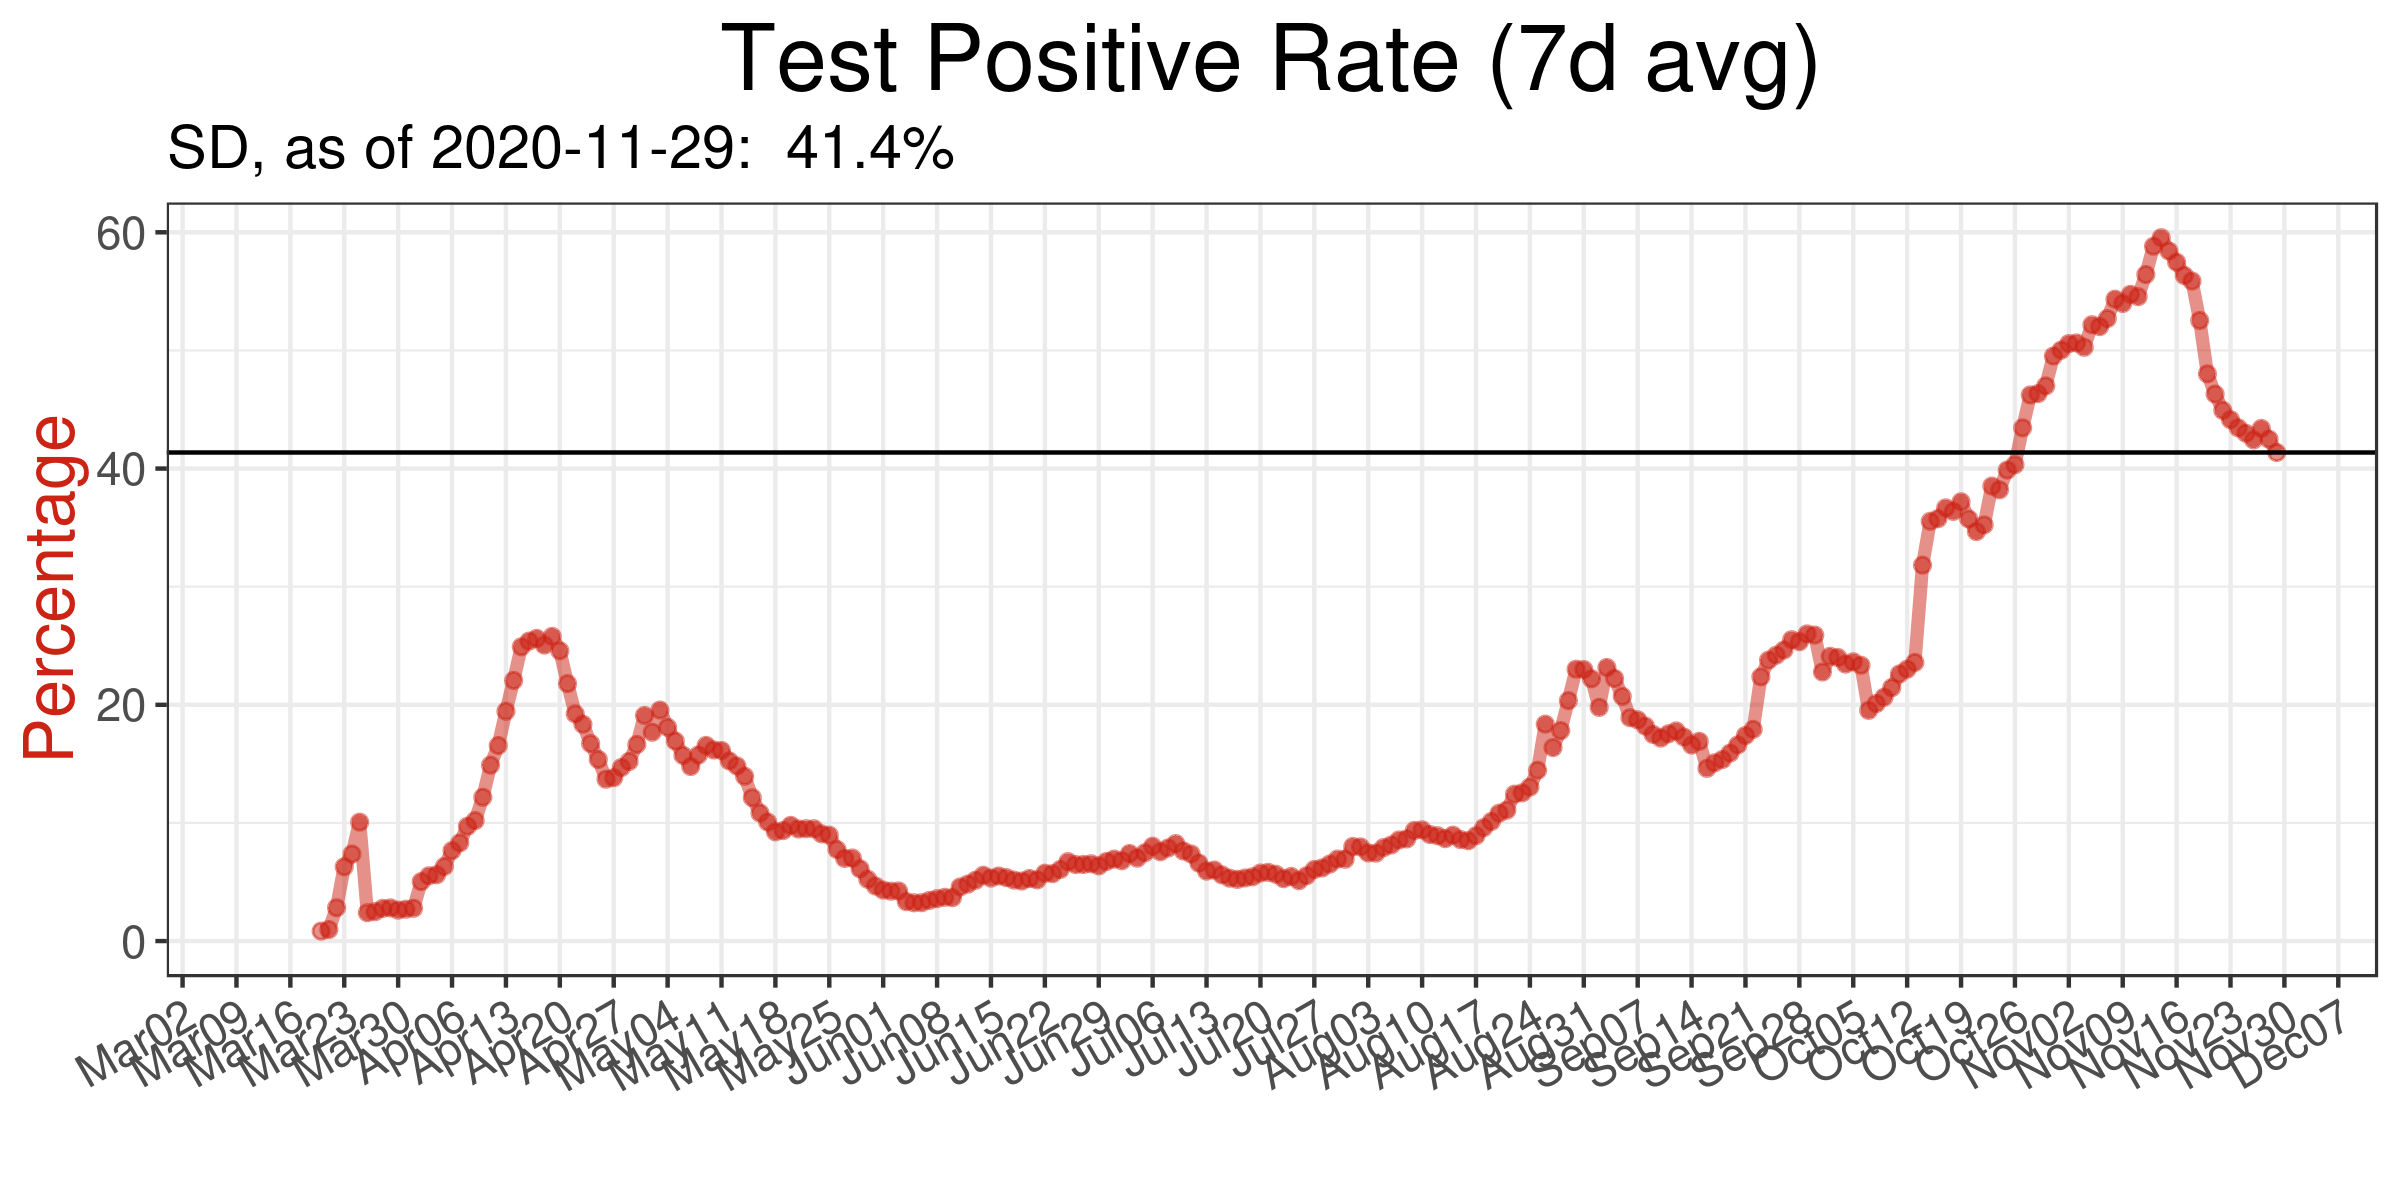 Test Positive Rate (7d avg)
SD, as of 2020-11-29:  41.4%
Percentage
60
40
20
0
Mar02
Mar09
Mar16
Mar23
Mar30
Apr06
Apr13
Apr20
Apr27
May04
May11
May18
May25
Jun01
Jun08
Jun15
Jun22
Jun29
Jul06
Jul13
Jul20
Jul27
Aug03
Aug10
Aug17
Aug24
Aug31
Sep07
Sep14
Sep21
Sep28
Oct05
Oct12
Oct19
Oct26
Nov02
Nov09
Nov16
Nov23
Nov30
Dec07